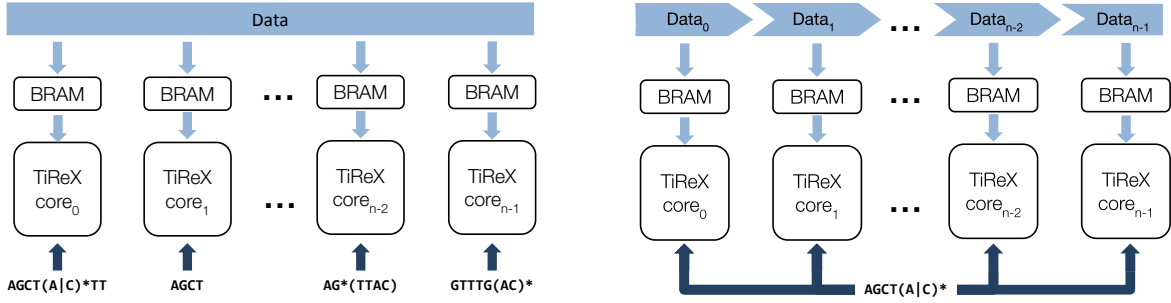 Data
BRAM BRAM ... BRAM BRAM
TiReX TiReX TiReX TiReX
core0 core1 ... coren-2 coren-1
AGCT(A|C)*TT AGCT AG*(TTAC) GTTTG(AC)*
Data0 Data1 ... Datan-2 Datan-1
BRAM BRAM ... BRAM BRAM
TiReX TiReX TiReX TiReX
core0 core1 ... coren-2 coren-1
AGCT(A|C)*